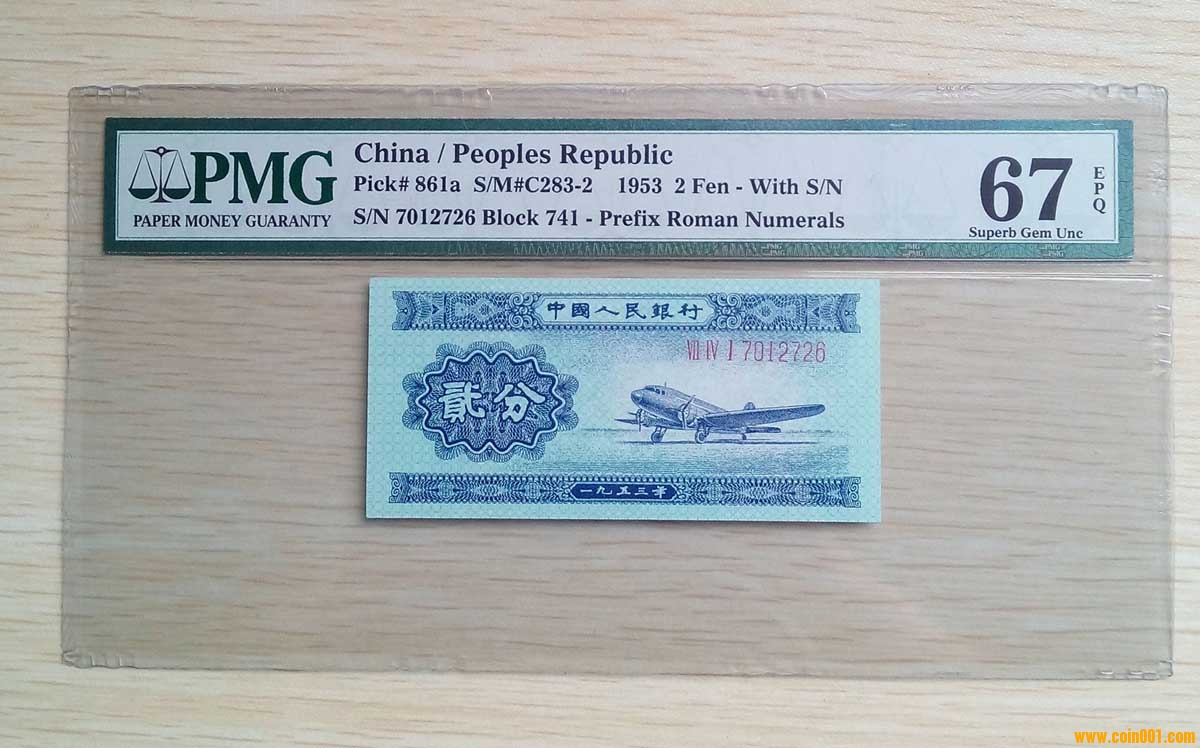 PMG
PAPER MONEY GUARANTY
China / Peoples Republic
Pick# 861a S/M#C283-2 1953 2 Fen - With S/N
S/N 7012726 Block 741 - Prefix Roman Numerals
67
EPQ
Superb Gem Unc
中國人民銀行
VII IV I 7012726
貳分
一九五三年
www.coin001.com